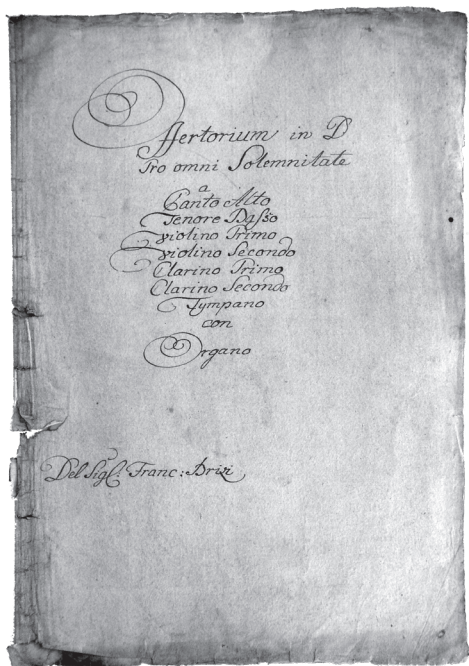 Offertorium in D
Pro omni Solemnitate
a
Canto Alto
Tenore Basso
Violino Primo
Violino Secondo
Clarino Primo
Clarino Secondo
Tympano
con
Organo
Del Sigl: Franc: Brixi